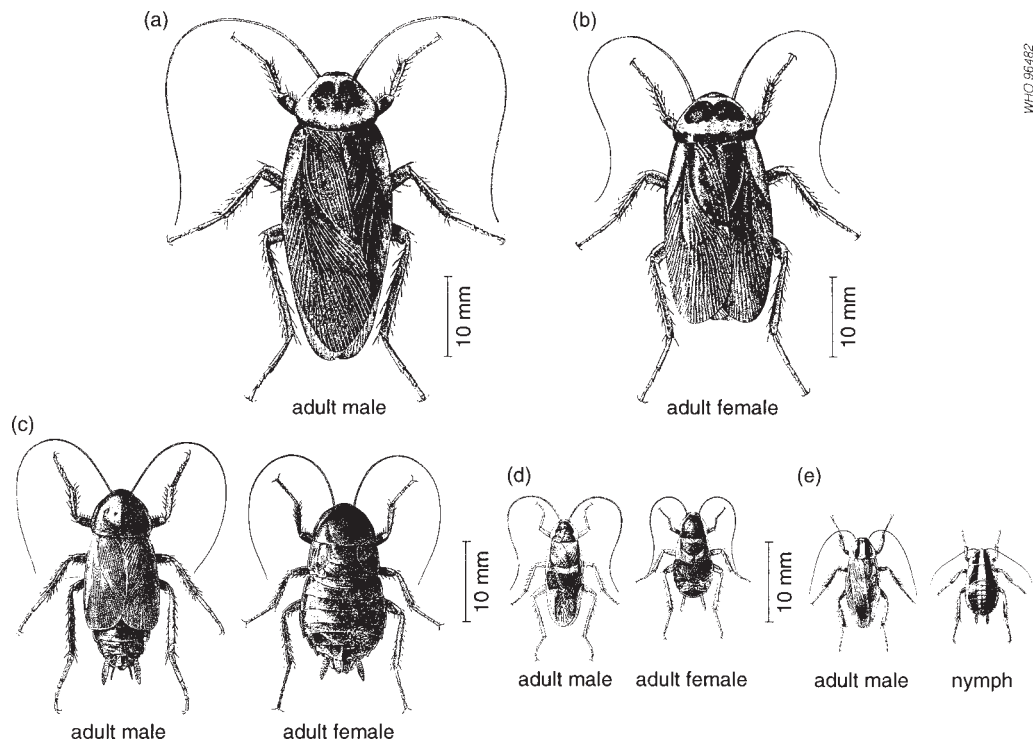 (a)
(b)
WHO 96482
10 mm
10 mm
adult male
adult female
(c)
(d)
(e)
10 mm
10 mm
adult male
adult female
adult male
adult female
adult male
nymph